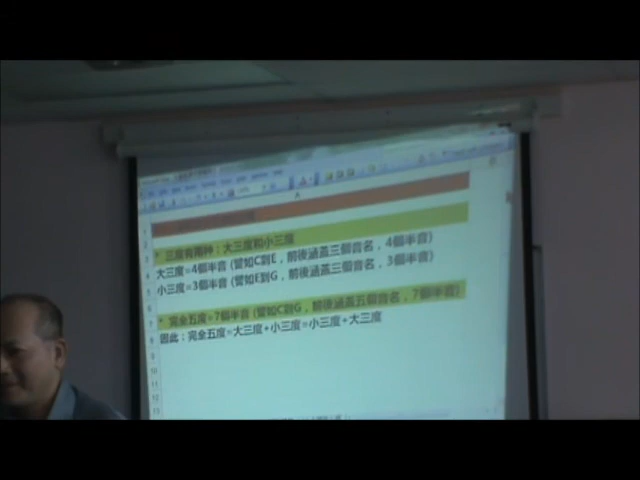 • 三度有兩种：大三度和小三度
大三度=4個半音 (譬如C到E，前後涵蓋三個音名，4個半音)
小三度=3個半音 (譬如E到G，前後涵蓋三個音名，3個半音)
• 完全五度=7個半音 (譬如C到G，前後涵蓋五個音名，7個半音)
因此：完全五度=大三度+小三度=小三度+大三度